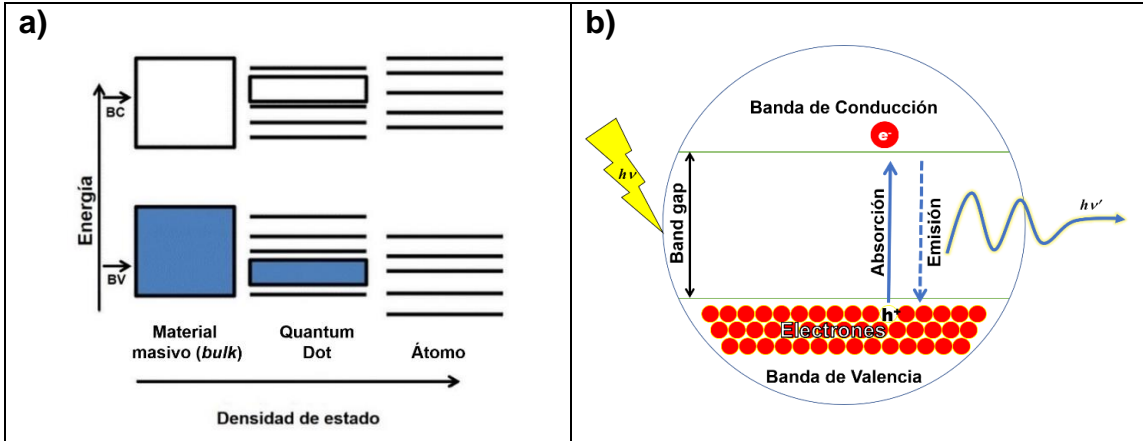 a)
BC
Energía
BV
Material
masivo (bulk)
Quantum
Dot
Átomo
Densidad de estado
b)
Banda de Conducción
e-
hν
Band gap
Absorción
Emisión
hν'
h+
Electrones
Banda de Valencia